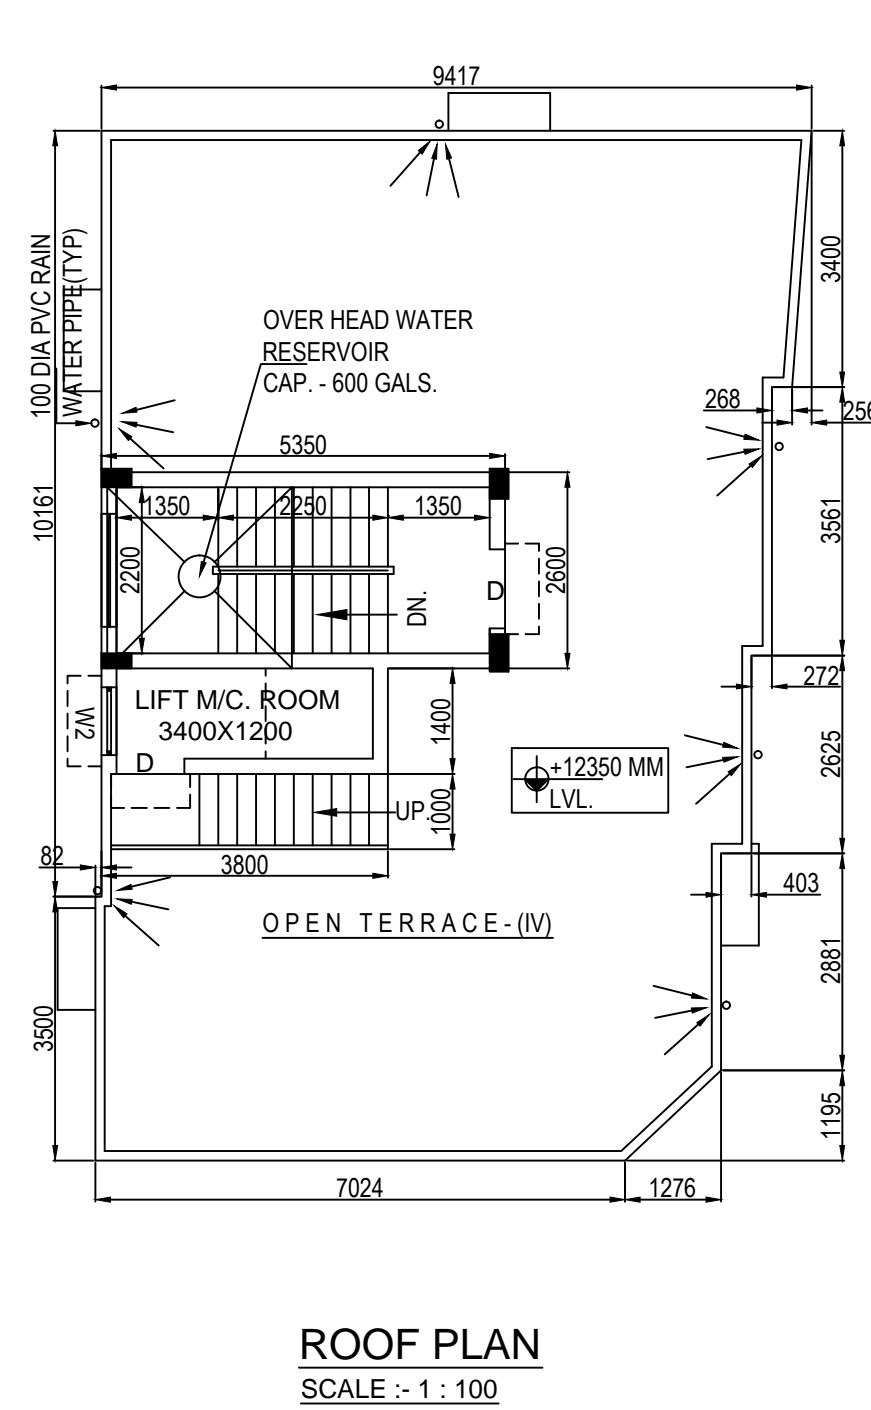 9417
100 DIA PVC RAIN
WATER PIPE(TYP)
3400
OVER HEAD WATER
RESERVOIR
CAP. - 600 GALS.
268
256
5350
10161
1350
2250
1350
3561
2200
2600
D
DN.
LIFT M/C. ROOM
3400X1200
W2
D
1400
272
2625
+12350 MM
LVL.
UP.
1000
82
3800
403
OPEN TERRACE-(IV)
2881
3500
1195
7024
1276
ROOF PLAN
SCALE :- 1 : 100